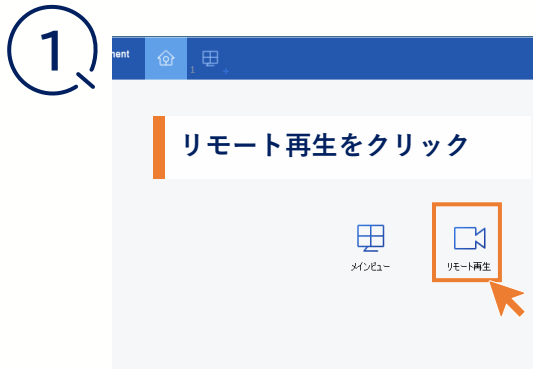 1
nent
1
+
リモート再生をクリック
メインビュー
リモート再生